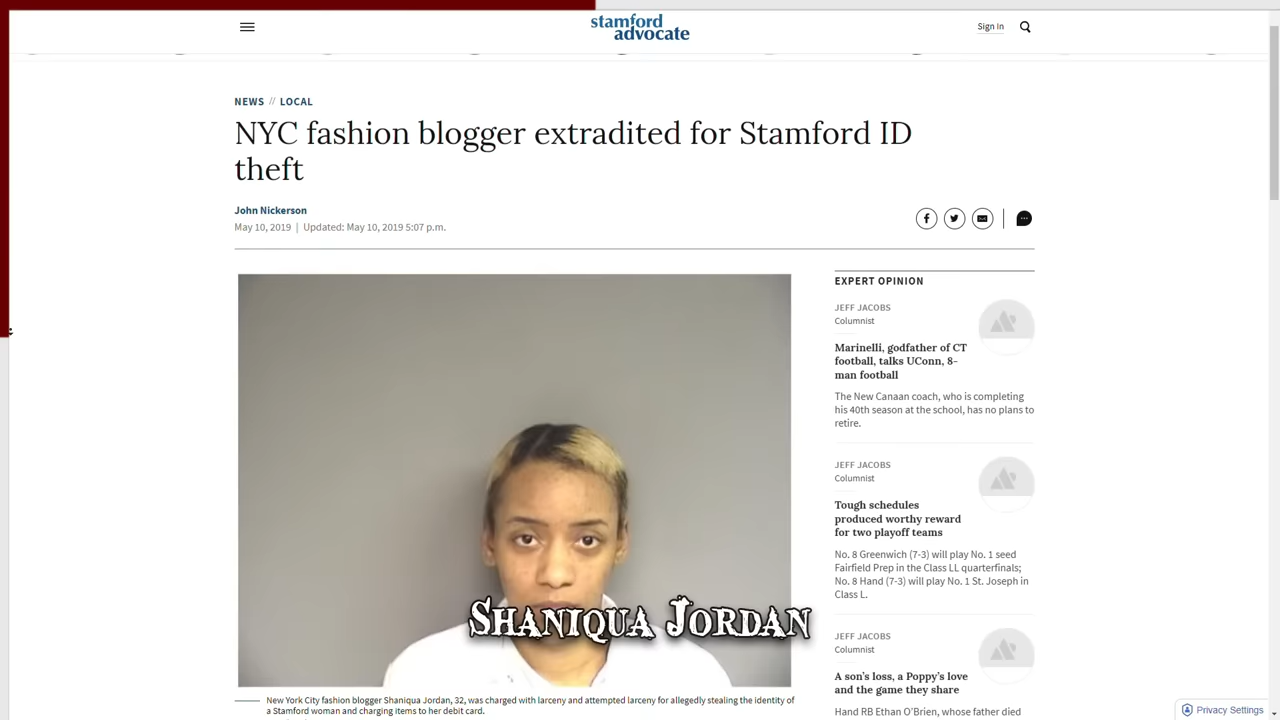 stamford
advocate
Sign In
NEWS // LOCAL
NYC fashion blogger extradited for Stamford ID
theft
John Nickerson
May 10, 2019 | Updated: May 10, 2019 5:07 p.m.
SHANIQUA JORDAN
New York City fashion blogger Shaniqua Jordan, 32, was charged with larceny and attempted larceny for allegedly stealing the identity of
a Stamford woman and charging items to her debit card.
EXPERT OPINION
JEFF JACOBS
Columnist
Marinelli, godfather of CT
football, talks UConn, 8-
man football
The New Canaan coach, who is completing
his 40th season at the school, has no plans to
retire.
JEFF JACOBS
Columnist
Tough schedules
produced worthy reward
for two playoff teams
No. 8 Greenwich (7-3) will play No. 1 seed
Fairfield Prep in the Class LL quarterfinals;
No. 8 Hand (7-3) will play No. 1 St. Joseph in
Class L.
JEFF JACOBS
Columnist
A son's loss, a Poppy's love
and the game they share
Hand RB Ethan O'Brien, whose father died
Privacy Settings